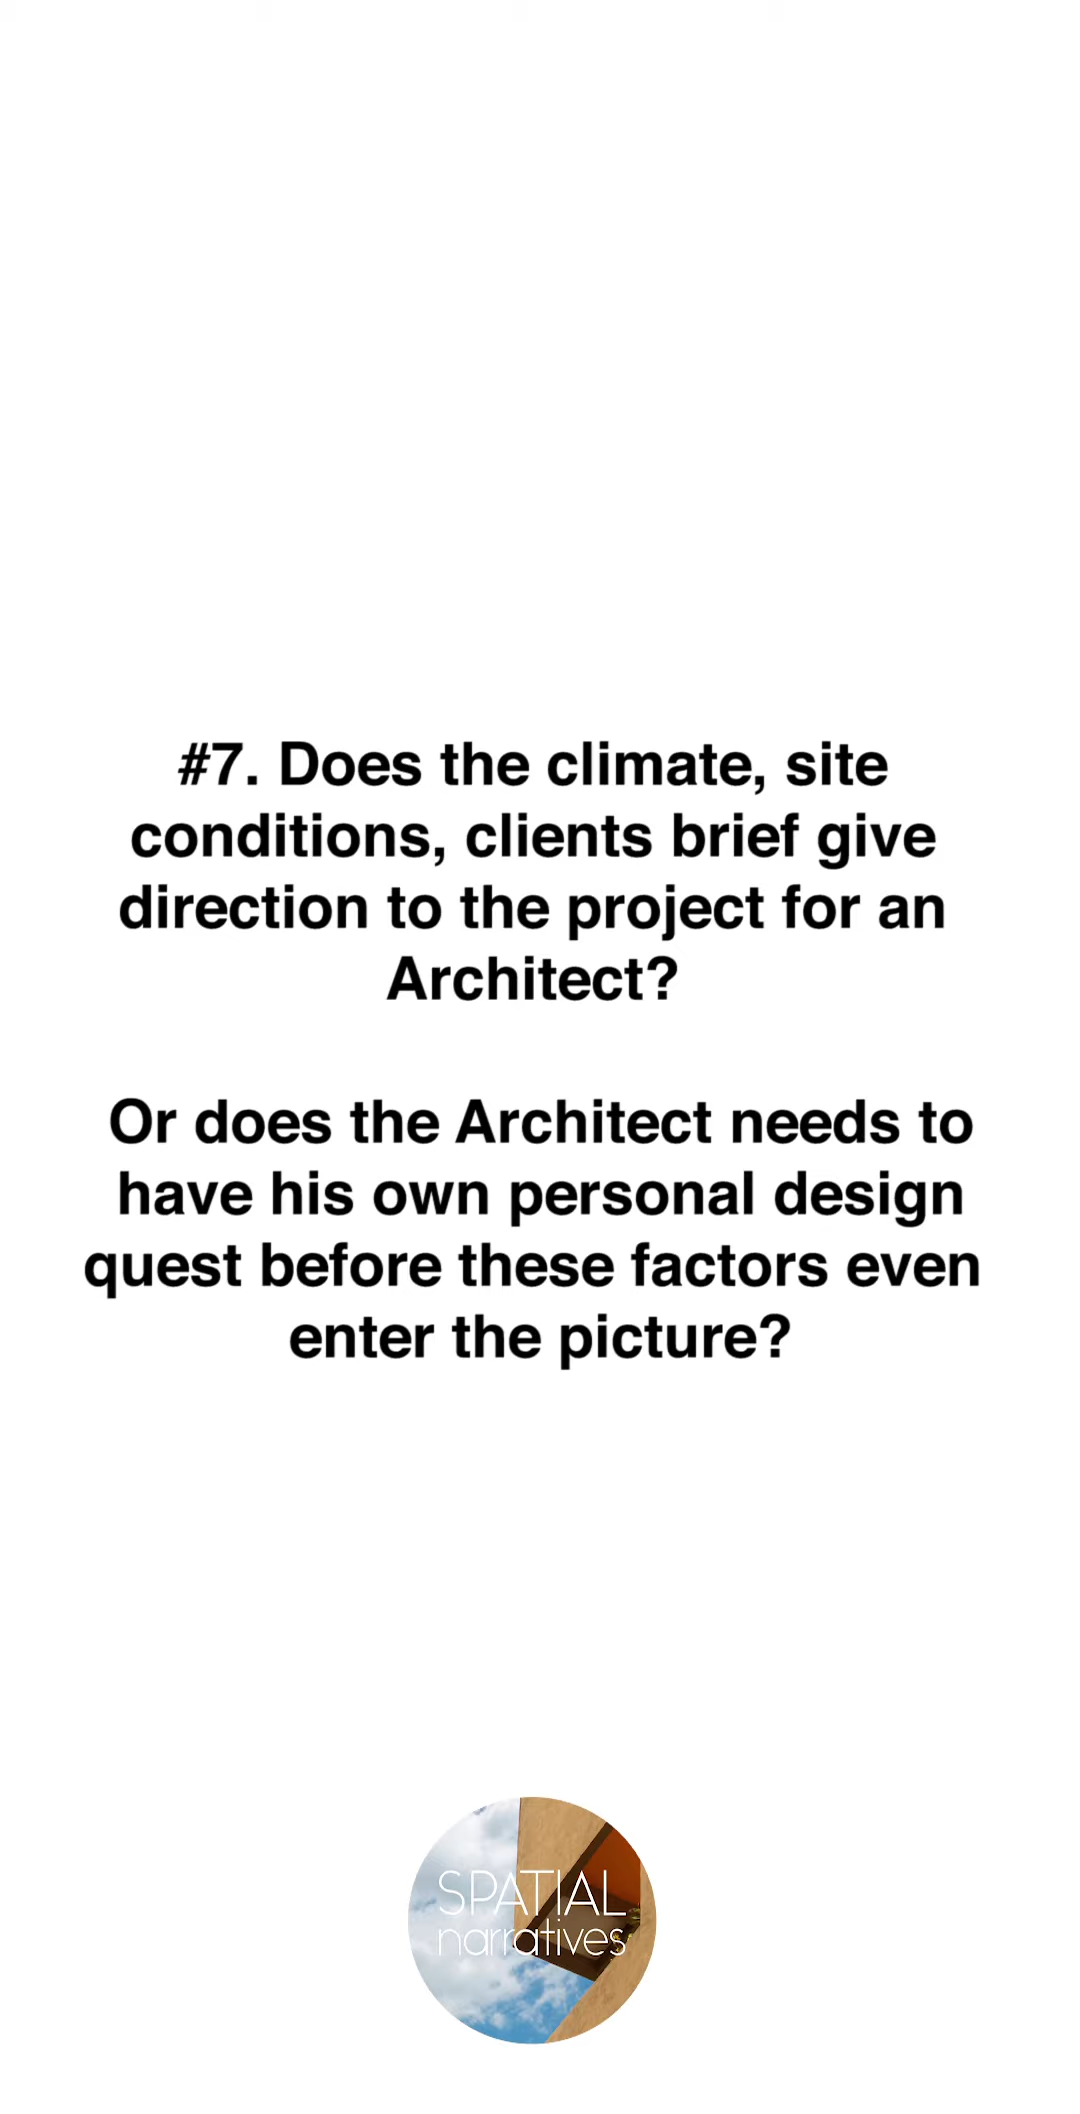 #7. Does the climate, site
conditions, clients brief give
direction to the project for an
Architect?
Or does the Architect needs to
have his own personal design
quest before these factors even
enter the picture?
SPATIAL
narratives